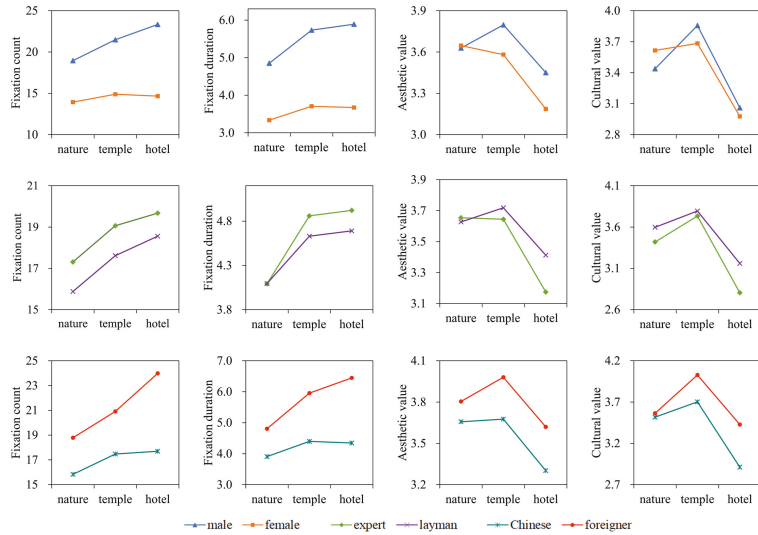 Fixation count
25
20
15
10
nature temple hotel
Fixation duration
6.0
5.0
4.0
3.0
nature temple hotel
Aesthetic value
3.9
3.6
3.3
3.0
nature temple hotel
Cultural value
4.0
3.7
3.4
3.1
2.8
nature temple hotel
Fixation count
21
19
17
15
nature temple hotel
Fixation duration
4.8
4.3
3.8
nature temple hotel
Aesthetic value
3.9
3.7
3.5
3.3
3.1
nature temple hotel
Cultural value
4.1
3.6
3.1
2.6
nature temple hotel
Fixation count
25
23
21
19
17
15
nature temple hotel
Fixation duration
7.0
6.0
5.0
4.0
3.0
nature temple hotel
Aesthetic value
4.1
3.8
3.5
3.2
nature temple hotel
Cultural value
4.2
3.7
3.2
2.7
nature temple hotel
male female expert layman Chinese foreigner